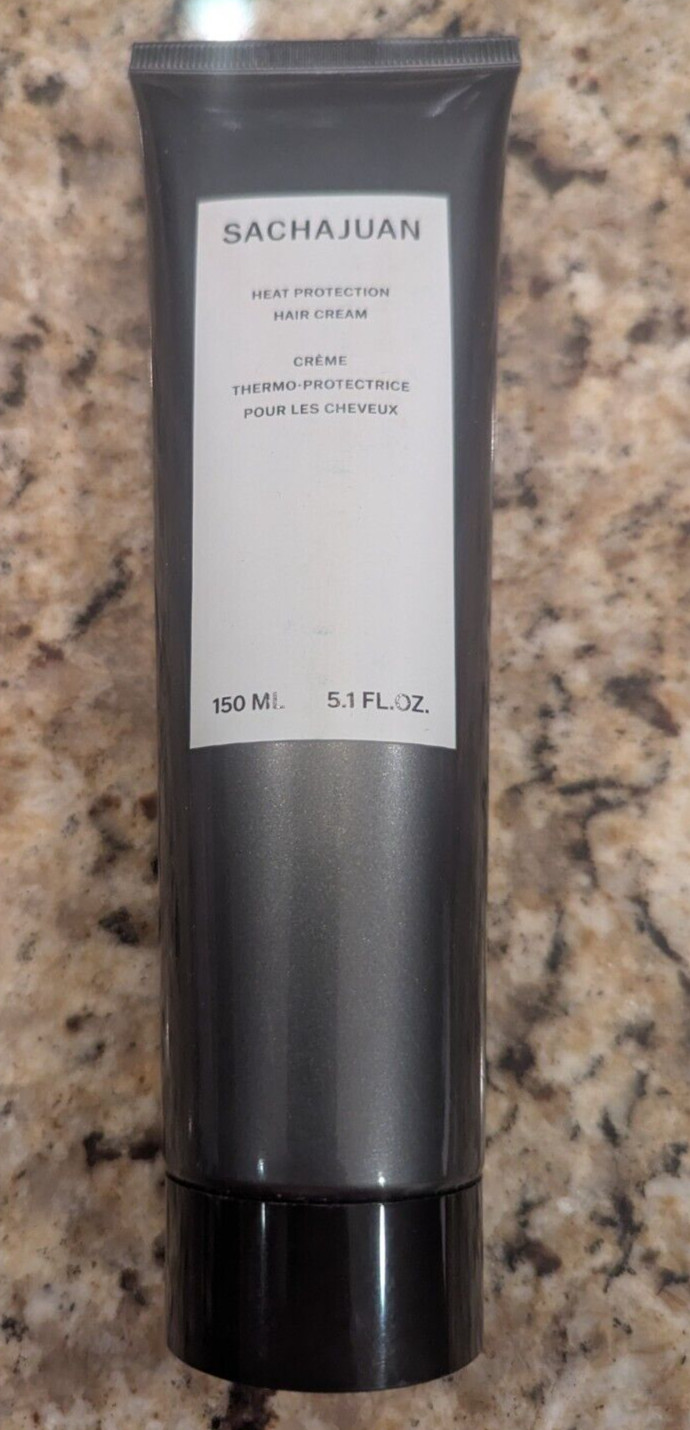 SACHAJUAN
HEAT PROTECTION
HAIR CREAM
CRÈME
THERMO-PROTECTRICE
POUR LES CHEVEUX
150 ML 5.1 FL.OZ.